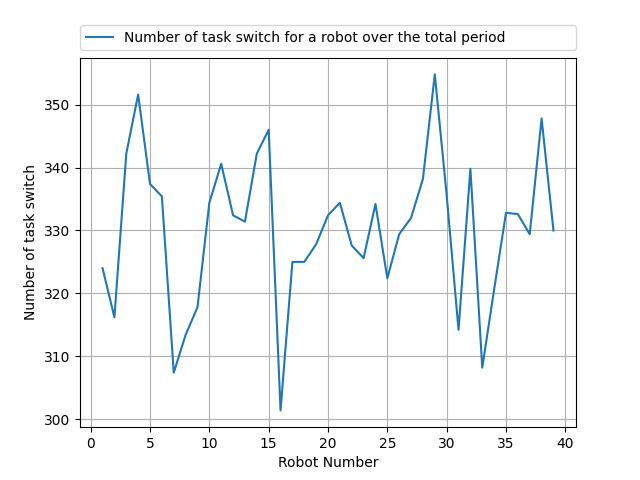 Number of task switch for a robot over the total period
350
340
330
320
310
300
Number of task switch
0 5 10 15 20 25 30 35 40
Robot Number